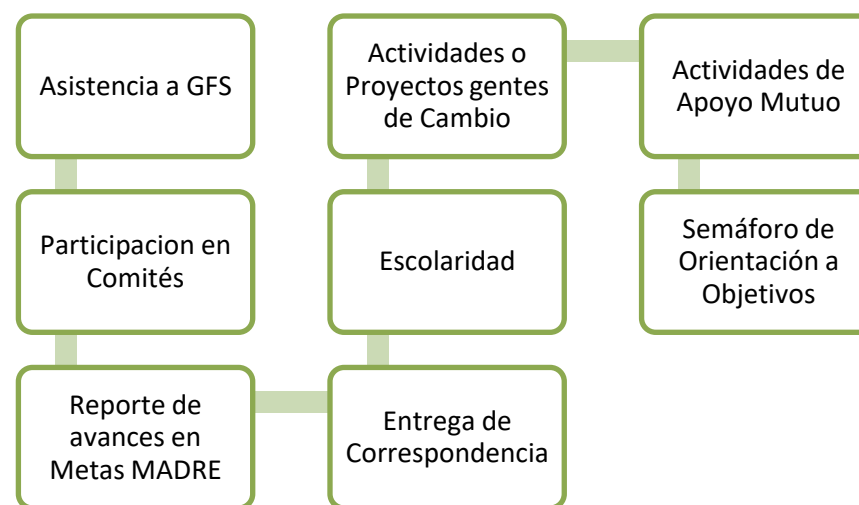 Asistencia a GFS
Participacion en
Comités
Reporte de
avances en
Metas MADRE
Entrega de
Correspondencia
Escolaridad
Actividades o
Proyectos gentes
de Cambio
Actividades de
Apoyo Mutuo
Semáforo de
Orientación a
Objetivos